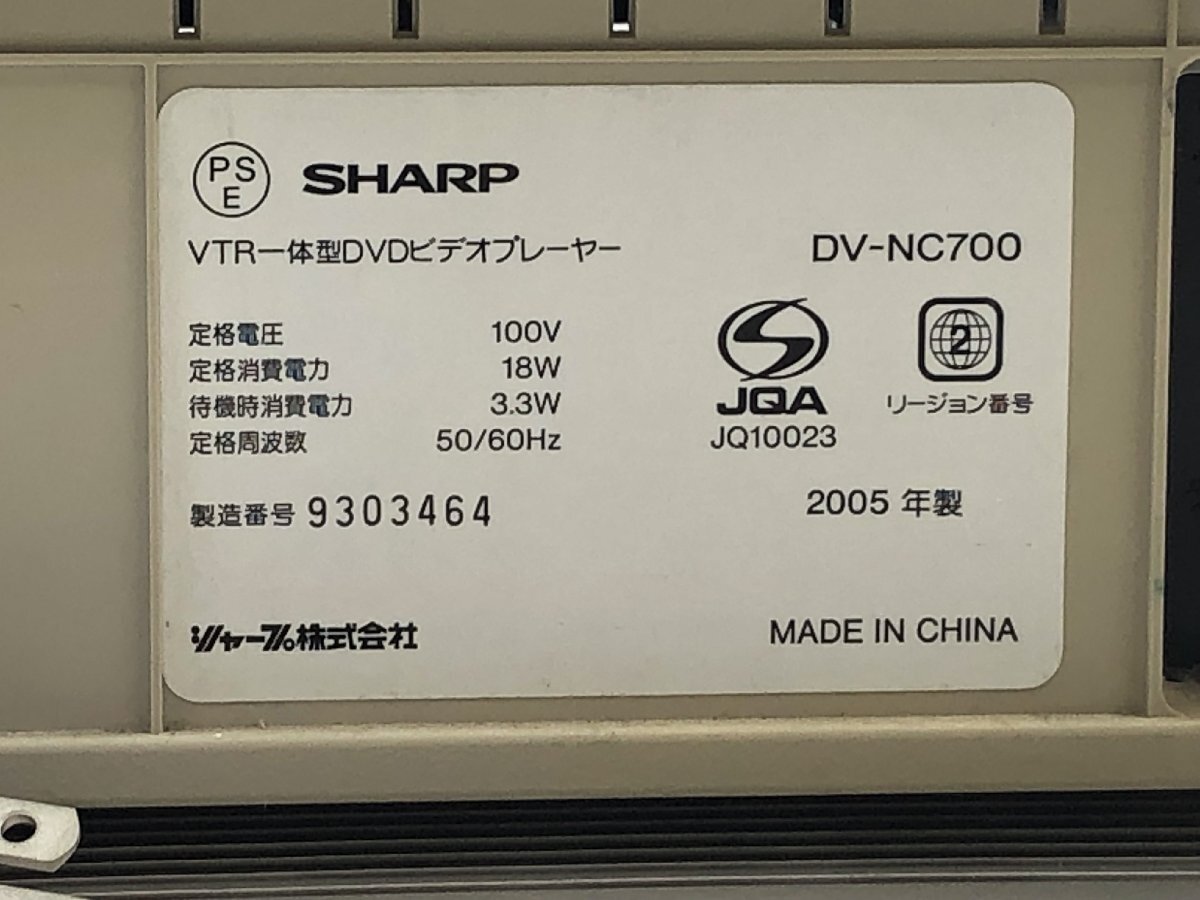 PSE SHARP
VTR一体型DVDビデオプレーヤー DV-NC700
定格電圧 100V
定格消費電力 18W
待機時消費電力 3.3W
定格周波数 50/60Hz
JQA
JQ10023
2
リージョン番号
製造番号 9303464
2005 年製
シャープ株式会社
MADE IN CHINA